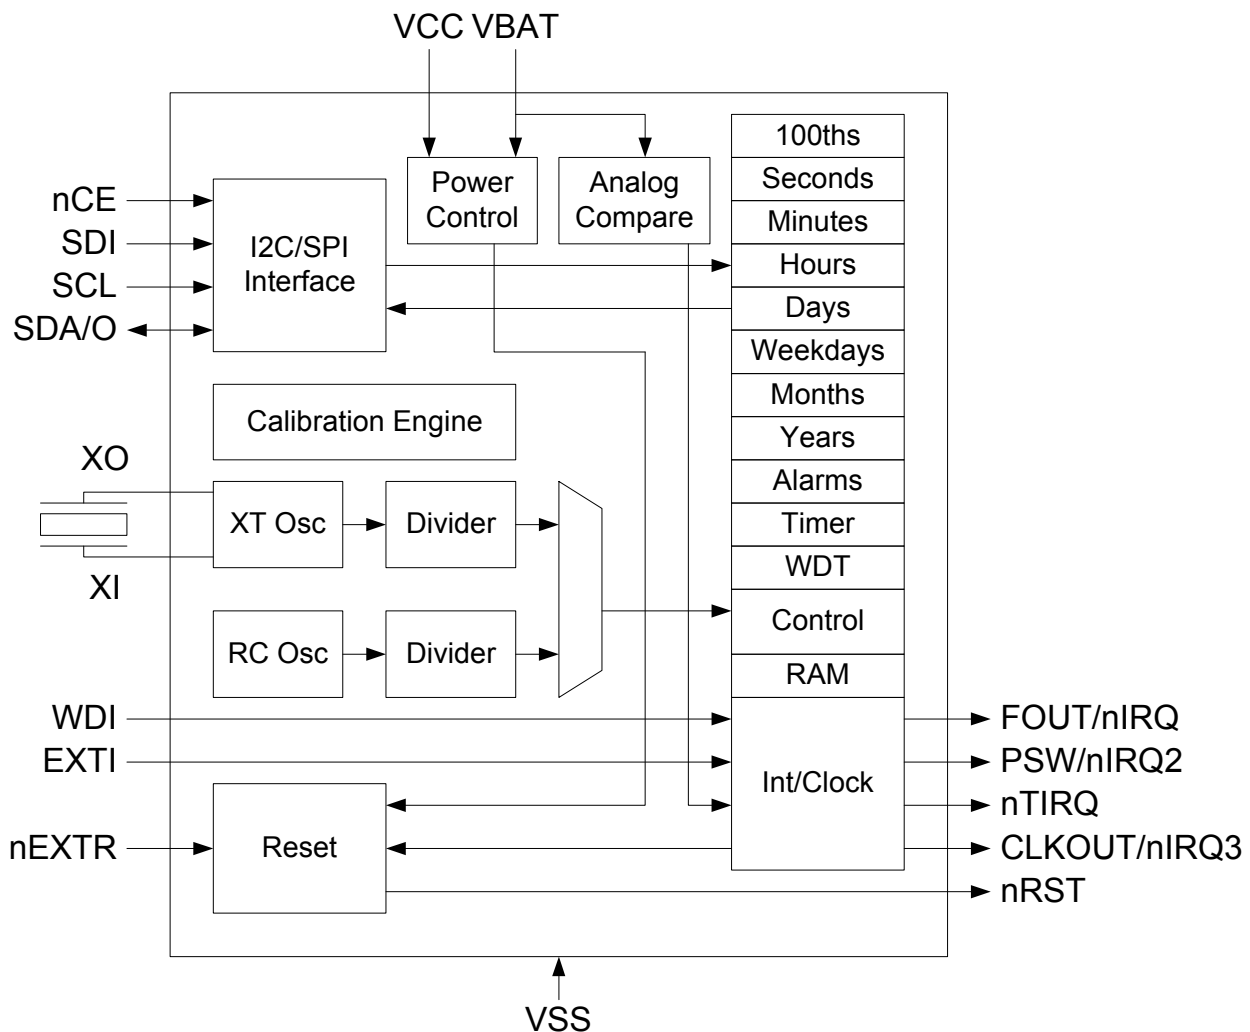 VCC VBAT
100ths
Seconds
Minutes
Hours
Days
Weekdays
Months
Years
Alarms
Timer
WDT
Control
RAM
Int/Clock
Power
Control
Analog
Compare
nCE
SDI
SCL
SDA/O
I2C/SPI
Interface
Calibration Engine
XO
XI
XT Osc
Divider
RC Osc
Divider
WDI
EXTI
nEXTR
Reset
FOUT/nIRQ
PSW/nIRQ2
nTIRQ
CLKOUT/nIRQ3
nRST
VSS